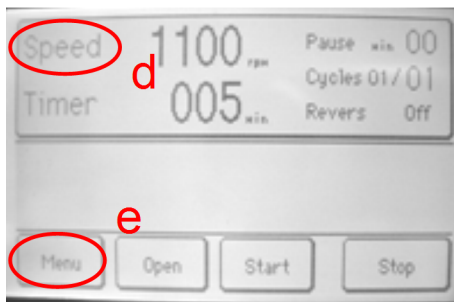 Speed 1100 rpm Pause min 00
d
Cycles 01/01
Timer 005 min Revers Off
e
Menu Open Start Stop